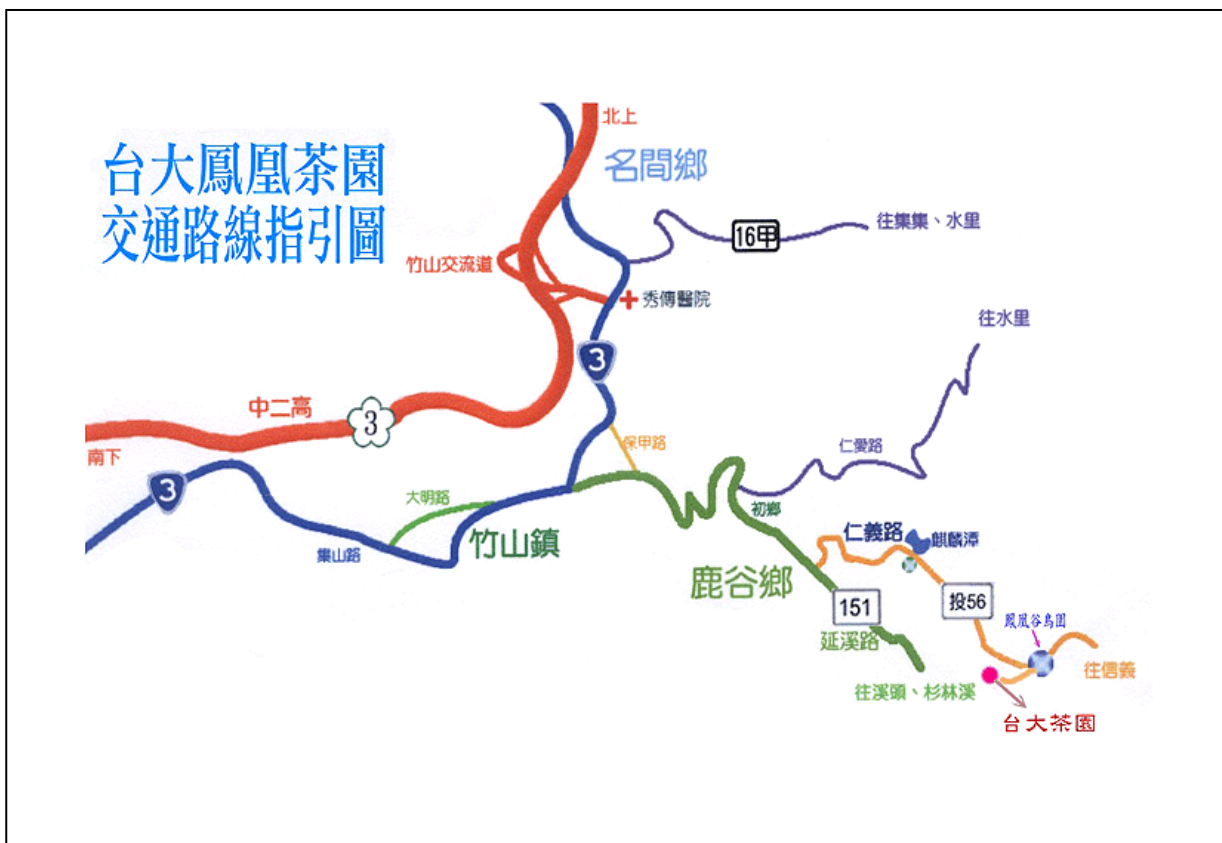 台大鳳凰茶園
交通路線指引圖
北上
名間鄉
16甲
往集集、水里
竹山交流道
秀傳醫院
往水里
3
中二高
3
南下
保甲路
仁愛路
3
大明路
初鄉
集山路
竹山鎮
仁義路
麒麟潭
鹿谷鄉
151
投56
鳳凰谷鳥園
延溪路
往信義
往溪頭、杉林溪
台大茶園